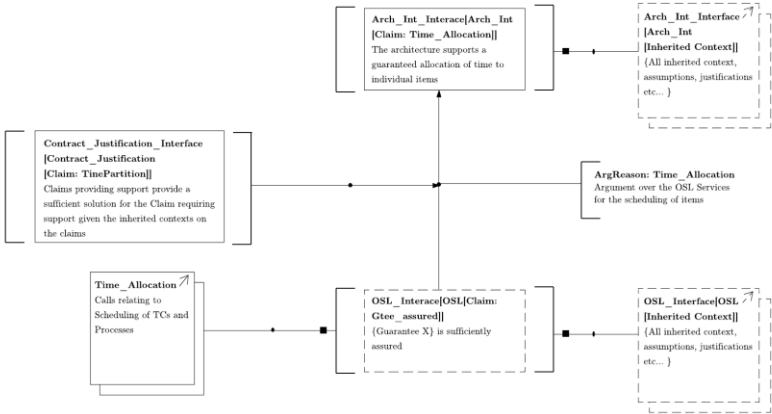 Arch_Int_Interace|Arch_Int
[Claim: Time_Allocation]]
The architecture supports a
guaranteed allocation of time to
individual items
Arch_Int_Interface
|Arch_Int
[Inherited Context]]
{All inherited context,
assumptions, justifications
etc... }
Contract_Justification_Interface
[Contract_Justification
[Claim: TinePartition]]
Claims providing support provide a
sufficient solution for the Claim requiring
support given the inherited contexts on
the claims
ArgReason: Time_Allocation
Argument over the OSL Services
for the scheduling of items
Time_Allocation
Calls relating to
Scheduling of TCs and
Processes
OSL_Interace|OSL|Claim:
Gtee_assured]]
{Guarantee X} is sufficiently
assured
OSL_Interface|OSL
[Inherited Context]]
{All inherited context,
assumptions, justifications
etc... }